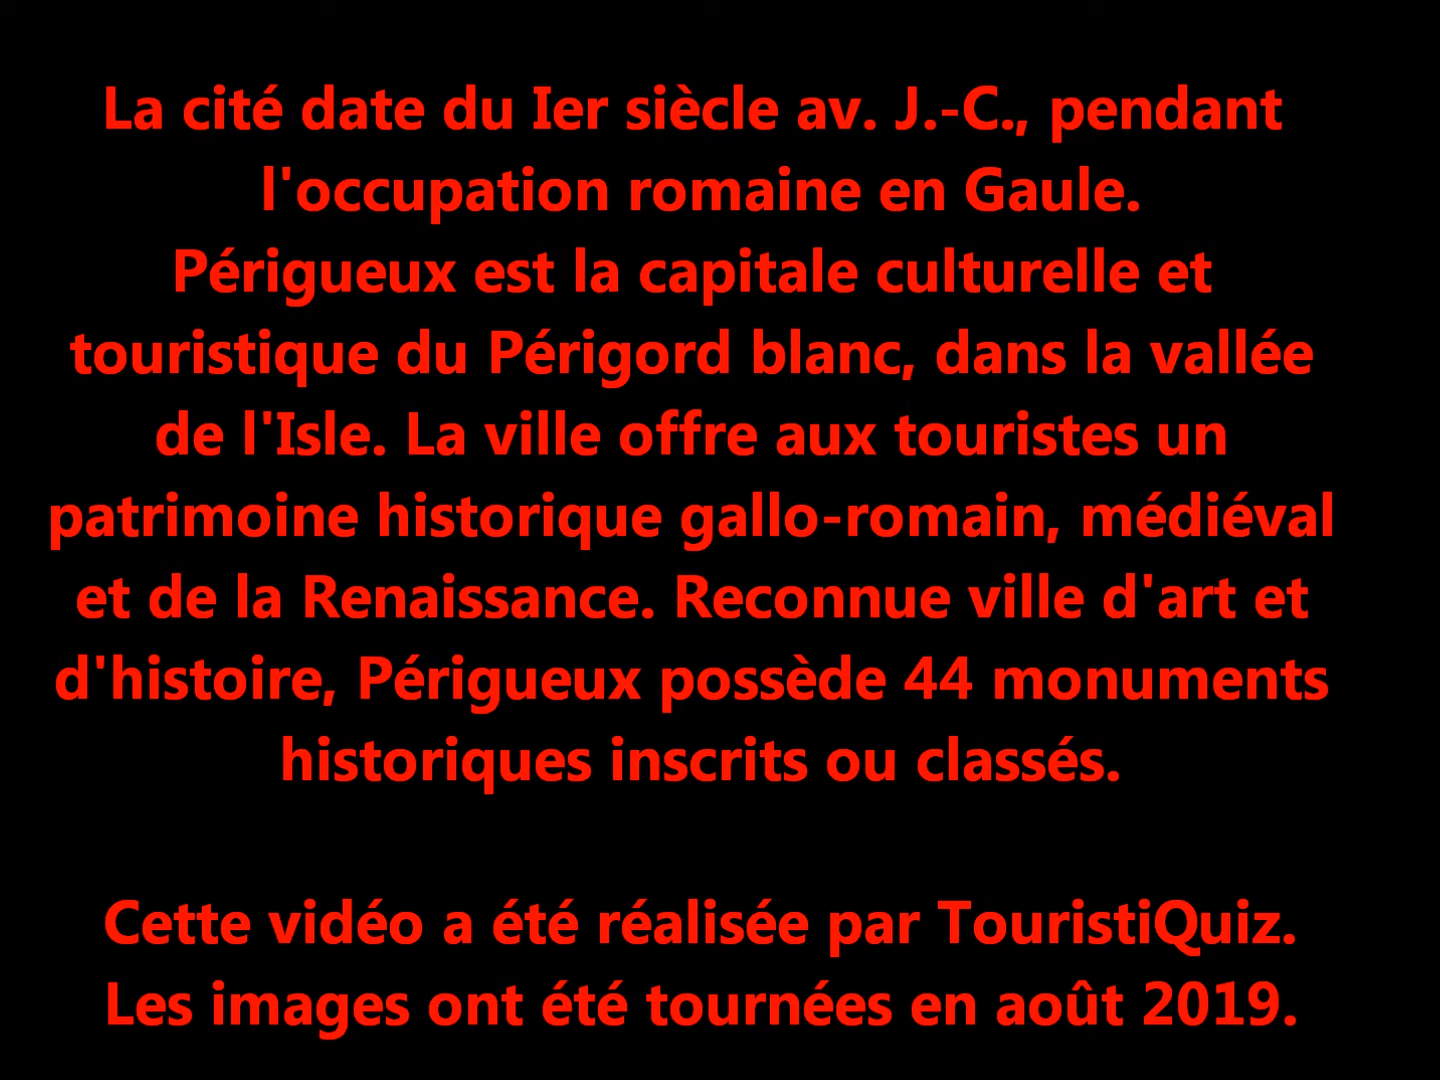 La cité date du Ier siècle av. J.-C., pendant
l'occupation romaine en Gaule.
Périgueux est la capitale culturelle et
touristique du Périgord blanc, dans la vallée
de l'Isle. La ville offre aux touristes un
patrimoine historique gallo-romain, médiéval
et de la Renaissance. Reconnue ville d'art et
d'histoire, Périgueux possède 44 monuments
historiques inscrits ou classés.
Cette vidéo a été réalisée par TouristiQuiz.
Les images ont été tournées en août 2019.